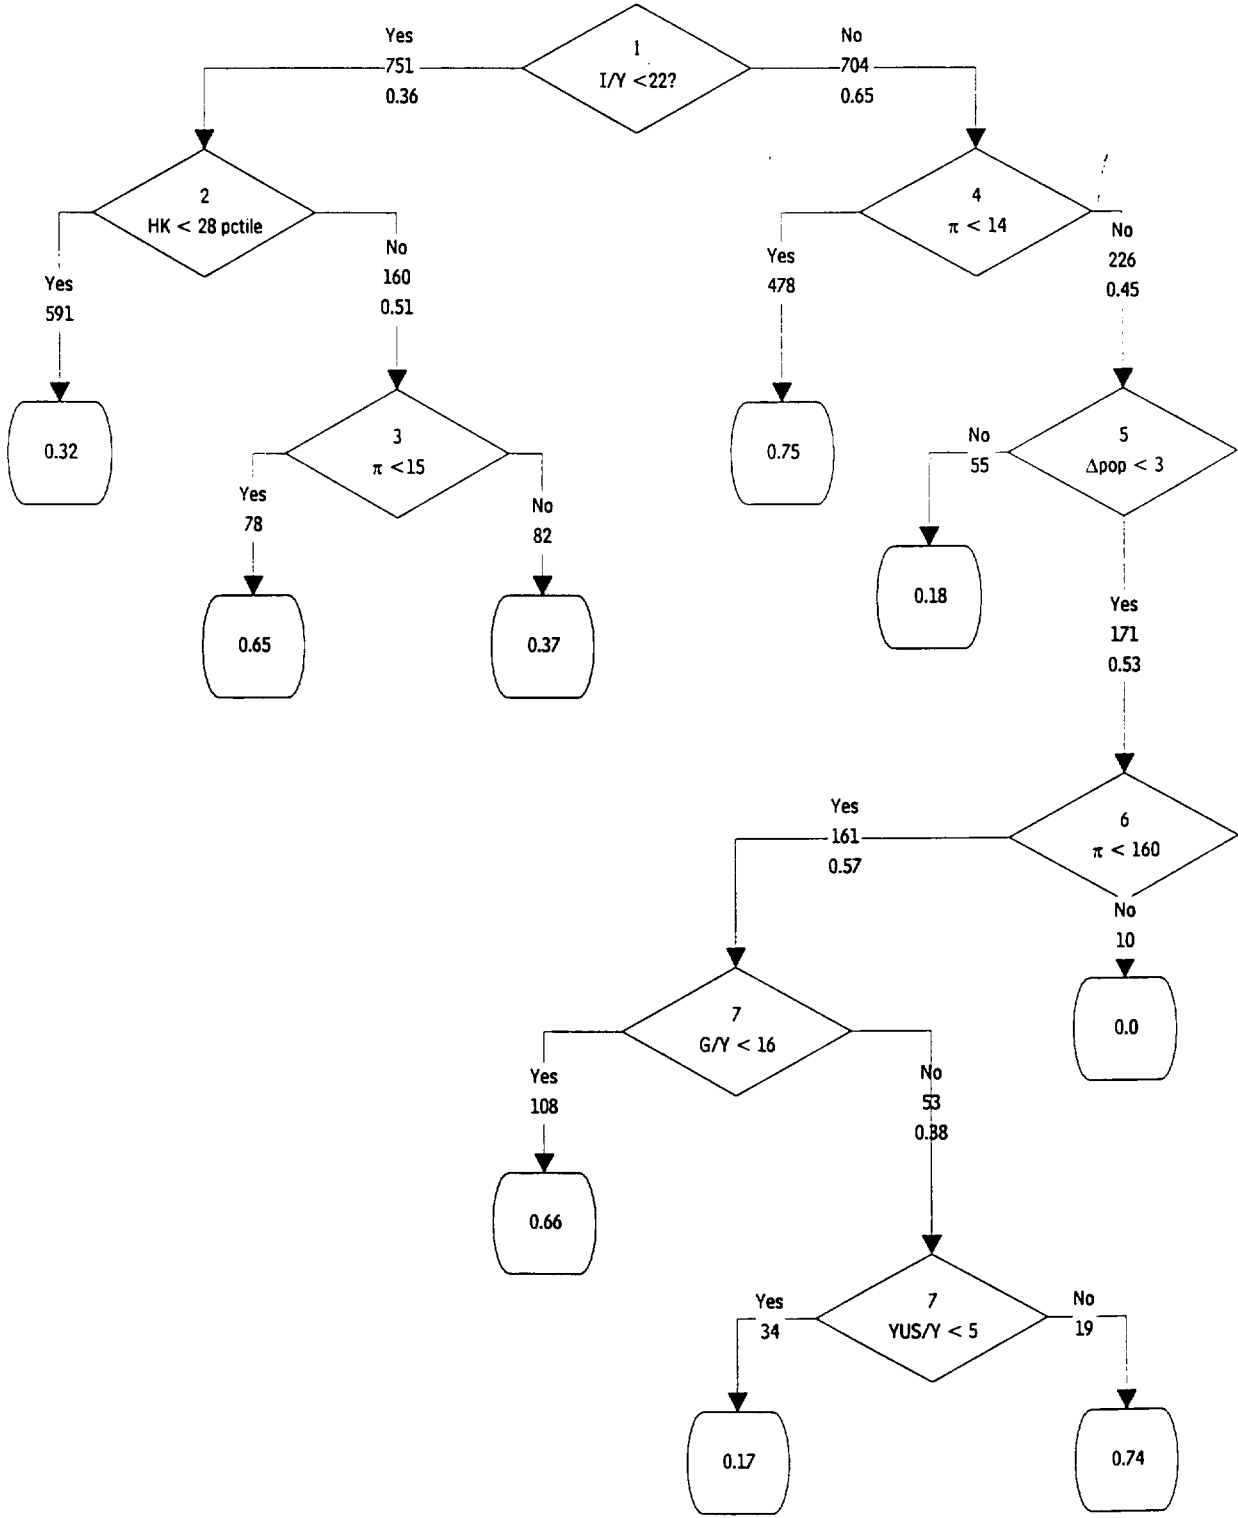 Yes
751
0.36
1
I/Y <22?
No
704
0.65
2
HK < 28 pctile
4
π < 14
Yes
591
No
160
0.51
Yes
478
No
226
0.45
0.32
3
π <15
0.75
No
55
5
Δpop < 3
Yes
78
No
82
0.65
0.37
0.18
Yes
171
0.53
Yes
161
0.57
6
π < 160
No
10
7
G/Y < 16
0.0
Yes
108
No
53
0.38
0.66
Yes
34
7
YUS/Y < 5
No
19
0.17
0.74